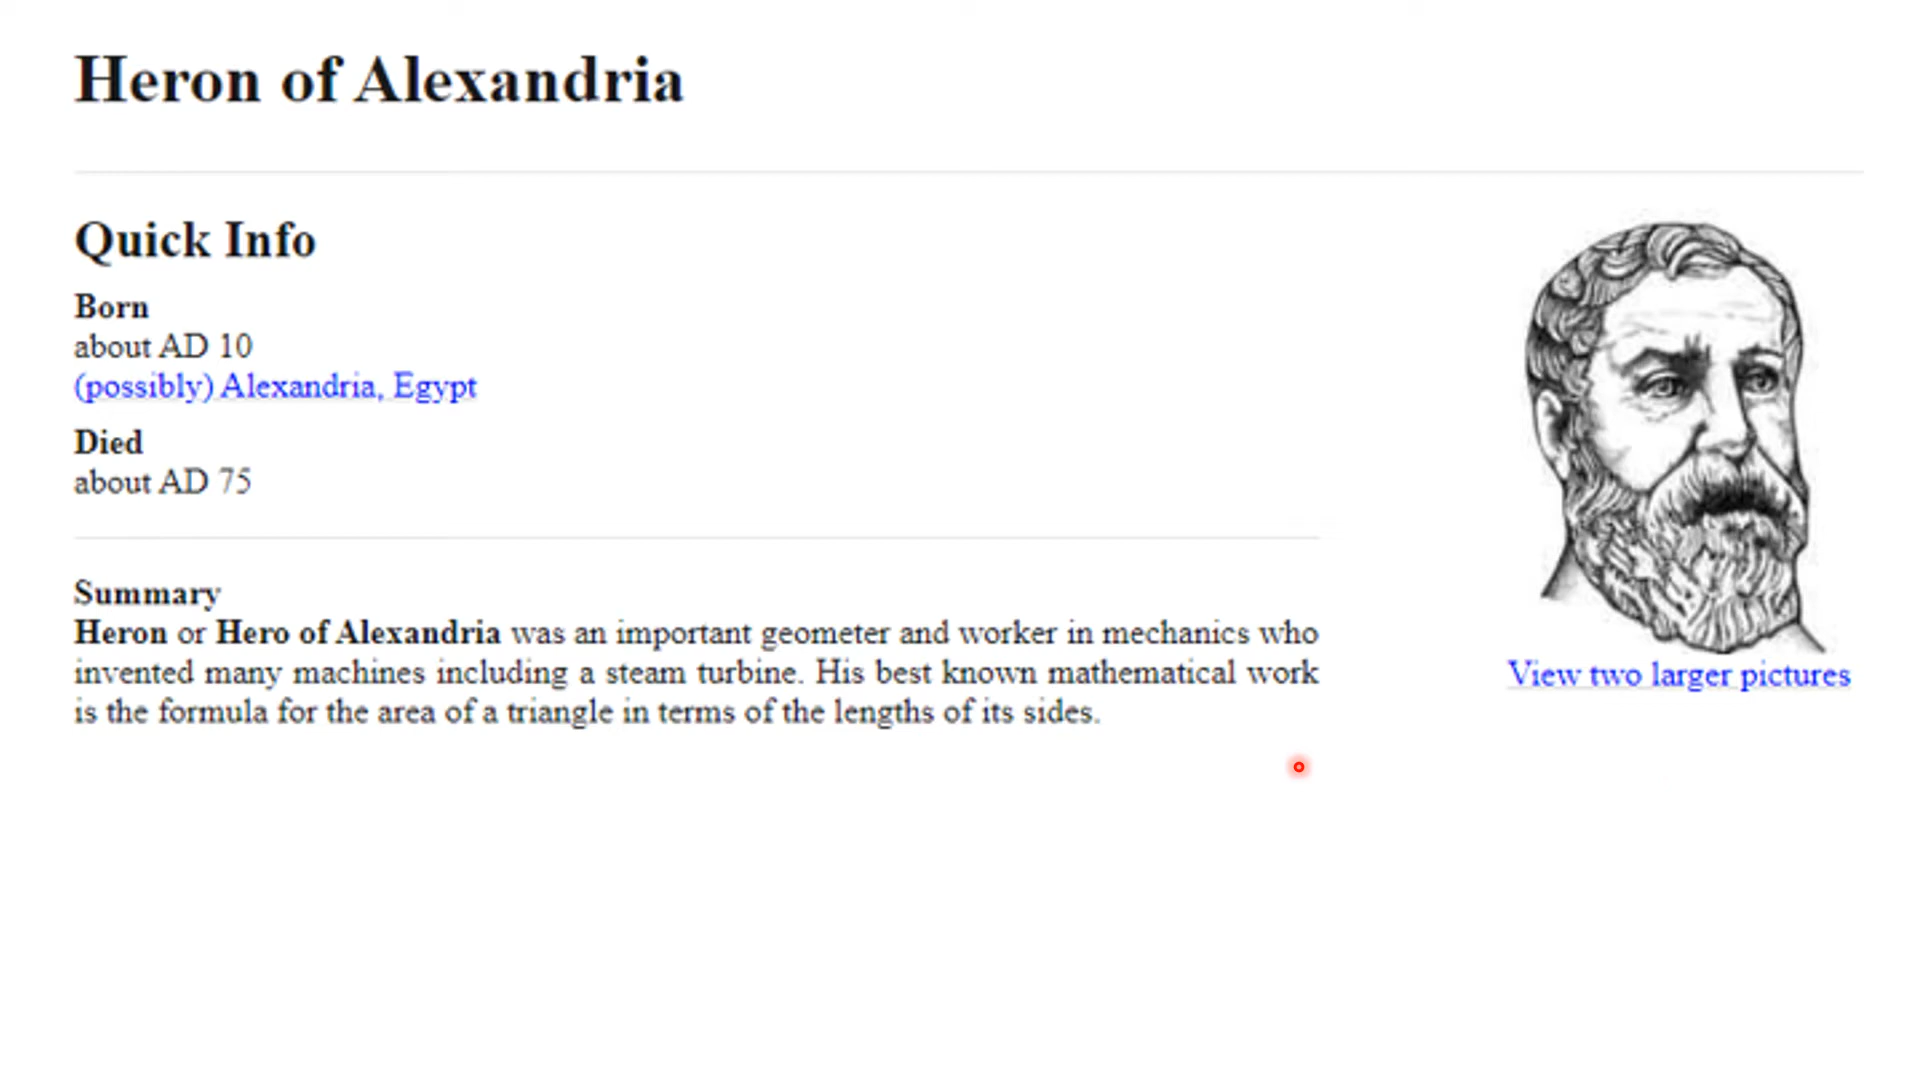 Heron of Alexandria
Quick Info
Born
about AD 10
(possibly) Alexandria, Egypt
Died
about AD 75
Summary
Heron or Hero of Alexandria was an important geometer and worker in mechanics who
invented many machines including a steam turbine. His best known mathematical work
is the formula for the area of a triangle in terms of the lengths of its sides.
View two larger pictures